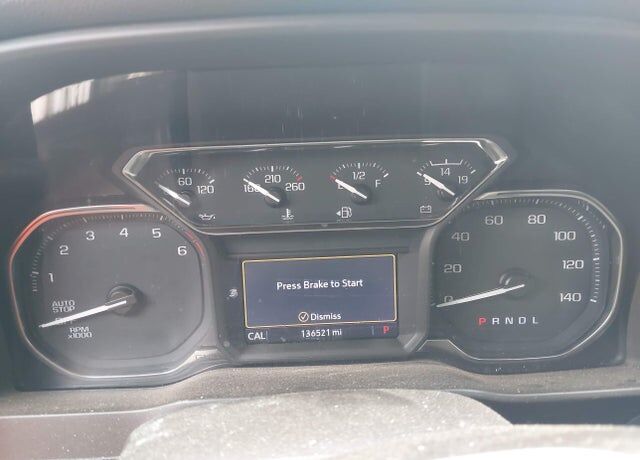 60
120
210
160
260
1/2
F
14
9
19
1 2 3 4 5 6
AUTO
STOP
RPM
x1000
Press Brake to Start
Dismiss
CAL 136521 mi P
0 20 40 60 80 100 120 140
P R N D L